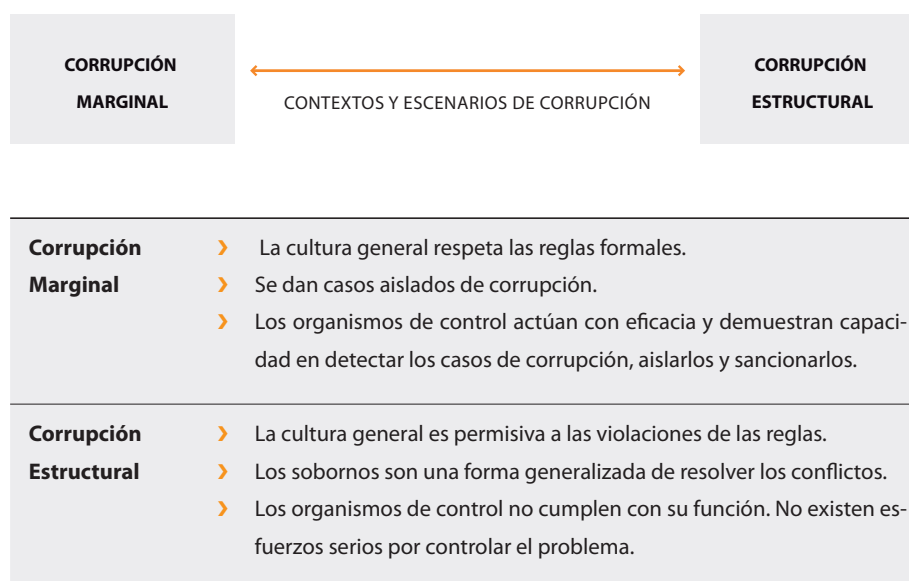 CORRUPCIÓN
MARGINAL
CONTEXTOS Y ESCENARIOS DE CORRUPCIÓN
CORRUPCIÓN
ESTRUCTURAL
Corrupción
Marginal
› La cultura general respeta las reglas formales.
› Se dan casos aislados de corrupción.
› Los organismos de control actúan con eficacia y demuestran capaci-
dad en detectar los casos de corrupción, aislarlos y sancionarlos.
Corrupción
Estructural
› La cultura general es permisiva a las violaciones de las reglas.
› Los sobornos son una forma generalizada de resolver los conflictos.
› Los organismos de control no cumplen con su función. No existen es-
fuerzos serios por controlar el problema.